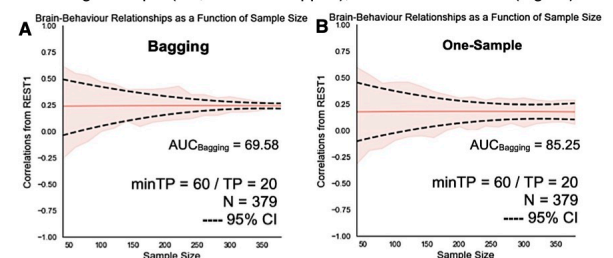 Brain-Behaviour Relationships as a Function of Sample Size
A
Bagging
Correlations from REST1
1.00
0.75
0.50
0.25
0.00
−0.25
−0.50
−0.75
−1.00
AUCBagging = 69.58
minTP = 60 / TP = 20
N = 379
---- 95% CI
50 100 150 200 250 300 350
Sample Size
Brain-Behaviour Relationships as a Function of Sample Size
B
One-Sample
Correlations from REST1
1.00
0.75
0.50
0.25
0.00
−0.25
−0.50
−0.75
−1.00
AUCBagging = 85.25
minTP = 60 / TP = 20
N = 379
---- 95% CI
50 100 150 200 250 300 350
Sample Size